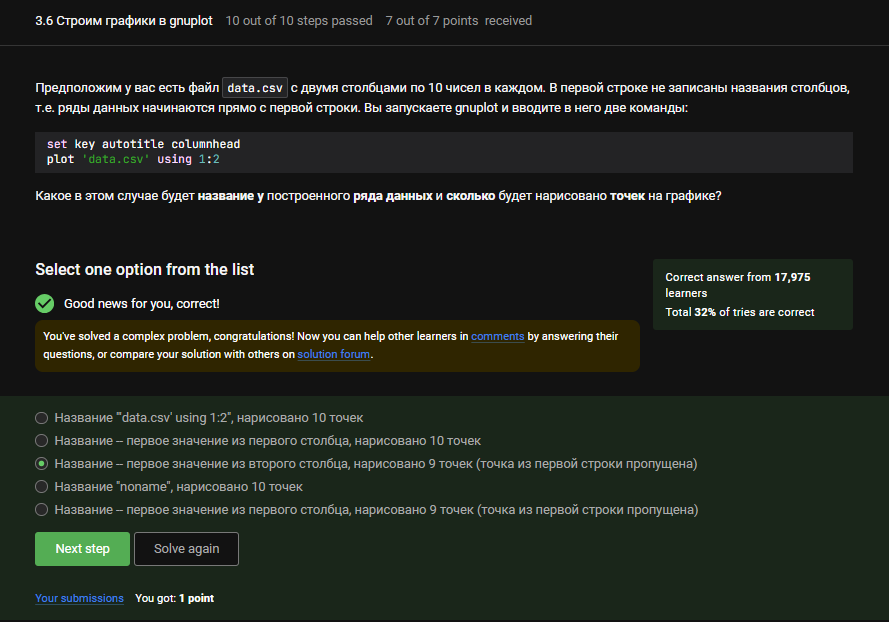 3.6 Строим графики в gnuplot 10 out of 10 steps passed 7 out of 7 points received
Предположим у вас есть файл data.csv с двумя столбцами по 10 чисел в каждом. В первой строке не записаны названия столбцов,
т.е. ряды данных начинаются прямо с первой строки. Вы запускаете gnuplot и вводите в него две команды:
set key autotitle columnhead
plot 'data.csv' using 1:2
Какое в этом случае будет название у построенного ряда данных и сколько будет нарисовано точек на графике?
Select one option from the list
Good news for you, correct!
You've solved a complex problem, congratulations! Now you can help other learners in comments by answering their
questions, or compare your solution with others on solution forum.
Correct answer from 17,975
learners
Total 32% of tries are correct
Название "'data.csv' using 1:2", нарисовано 10 точек
Название -- первое значение из первого столбца, нарисовано 10 точек
Название -- первое значение из второго столбца, нарисовано 9 точек (точка из первой строки пропущена)
Название "noname", нарисовано 10 точек
Название -- первое значение из первого столбца, нарисовано 9 точек (точка из первой строки пропущена)
Next step Solve again
Your submissions You got: 1 point